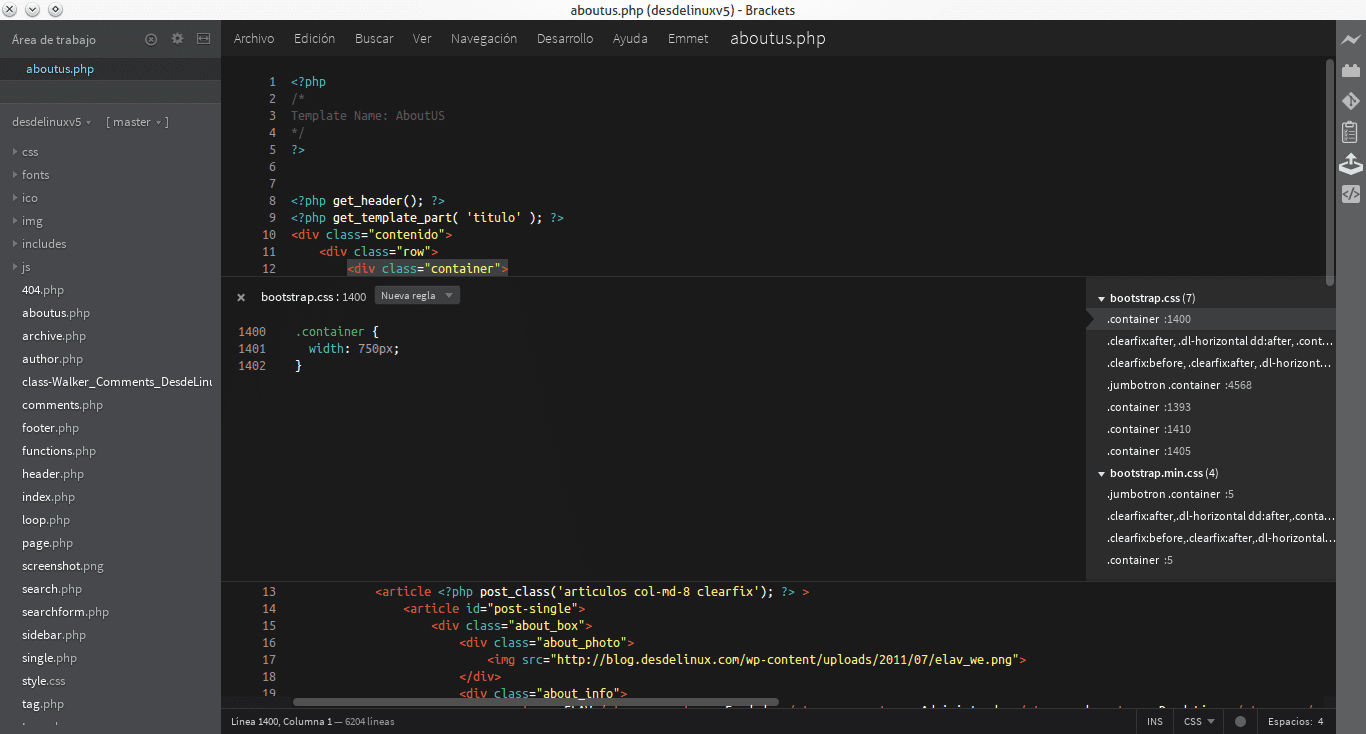 aboutus.php (desdelinuxv5) - Brackets
Área de trabajo
aboutus.php
desdelinuxv5 [ master ]
css
fonts
ico
img
includes
js
404.php
aboutus.php
archive.php
author.php
class-Walker_Comments_DesdeLinu
comments.php
footer.php
functions.php
header.php
index.php
loop.php
page.php
screenshot.png
search.php
searchform.php
sidebar.php
single.php
style.css
tag.php
Archivo Edición Buscar Ver Navegación Desarrollo Ayuda Emmet aboutus.php
1 <?php
2 /*
3 Template Name: AboutUS
4 */
5 ?>
6
7
8 <?php get_header(); ?>
9 <?php get_template_part( 'titulo' ); ?>
10 <div class="contenido">
11 <div class="row">
12 <div class="container">
× bootstrap.css : 1400 Nueva regla
1400 .container {
1401 width: 750px;
1402 }
bootstrap.css (7)
.container :1400
.clearfix:after, .dl-horizontal dd:after, .cont...
.clearfix:before, .clearfix:after, .dl-horizont...
.jumbotron .container :4568
.container :1393
.container :1410
.container :1405
bootstrap.min.css (4)
.jumbotron .container :5
.clearfix:after,.dl-horizontal dd:after,.conta...
.clearfix:before,.clearfix:after,.dl-horizontal...
.container :5
13 <article <?php post_class('articulos col-md-8 clearfix'); ?> >
14 <article id="post-single">
15 <div class="about_box">
16 <div class="about_photo">
17 <img src="http://blog.desdelinux.com/wp-content/uploads/2011/07/elav_we.png">
18 </div>
19 <div class="about_info">
Línea 1400, Columna 1 — 6204 líneas
INS CSS Espacios: 4